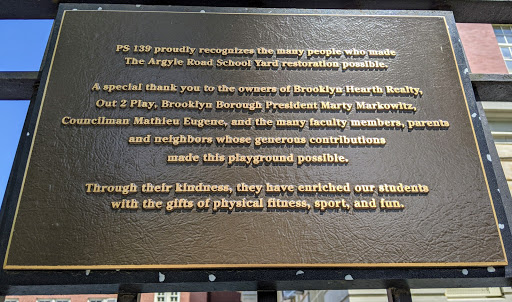 PS 139 proudly recognizes the many people who made
The Argyle Road School Yard restoration possible.
A special thank you to the owners of Brooklyn Hearth Realty,
Out 2 Play, Brooklyn Borough President Marty Markowitz,
Councilman Mathieu Eugene, and the many faculty members, parents
and neighbors whose generous contributions
made this playground possible.
Through their kindness, they have enriched our students
with the gifts of physical fitness, sport, and fun.